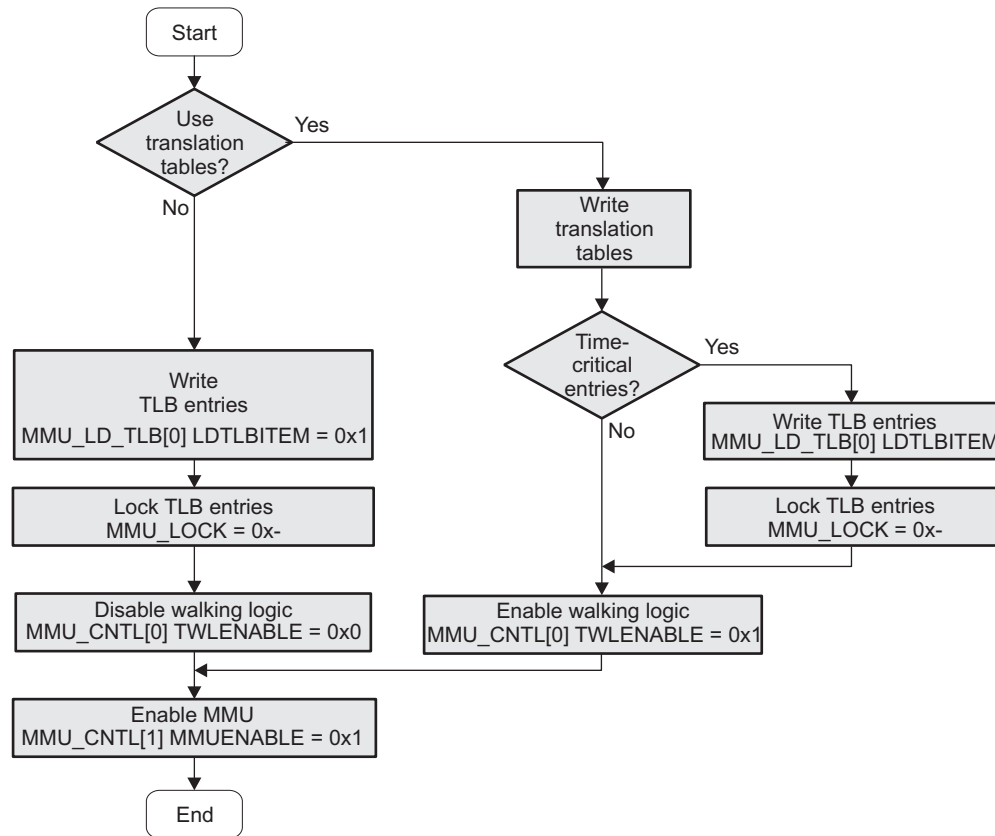 Start
Use
translation
tables?
Yes
No
Write
translation
tables
Time-
critical
entries?
Yes
No
Write
TLB entries
MMU_LD_TLB[0] LDTLBITEM = 0x1
Write TLB entries
MMU_LD_TLB[0] LDTLBITEM
Lock TLB entries
MMU_LOCK = 0x-
Lock TLB entries
MMU_LOCK = 0x-
Disable walking logic
MMU_CNTL[0] TWLENABLE = 0x0
Enable walking logic
MMU_CNTL[0] TWLENABLE = 0x1
Enable MMU
MMU_CNTL[1] MMUENABLE = 0x1
End